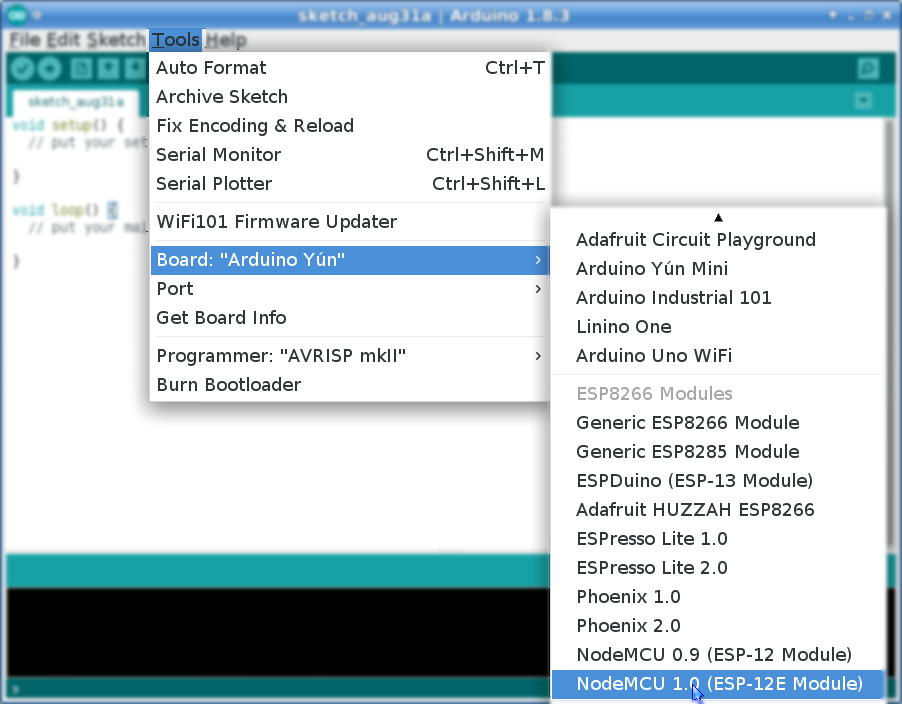 sketch_aug31a | Arduino 1.8.3
File Edit Sketch Tools Help
Auto Format Ctrl+T
Archive Sketch
Fix Encoding & Reload
Serial Monitor Ctrl+Shift+M
Serial Plotter Ctrl+Shift+L
WiFi101 Firmware Updater
Board: "Arduino Yún"
Port
Get Board Info
Programmer: "AVRISP mkII"
Burn Bootloader
sketch_aug31a
void setup() {
// put your set
}
void loop() {
// put your mai
}
Adafruit Circuit Playground
Arduino Yún Mini
Arduino Industrial 101
Linino One
Arduino Uno WiFi
ESP8266 Modules
Generic ESP8266 Module
Generic ESP8285 Module
ESPDuino (ESP-13 Module)
Adafruit HUZZAH ESP8266
ESPresso Lite 1.0
ESPresso Lite 2.0
Phoenix 1.0
Phoenix 2.0
NodeMCU 0.9 (ESP-12 Module)
NodeMCU 1.0 (ESP-12E Module)